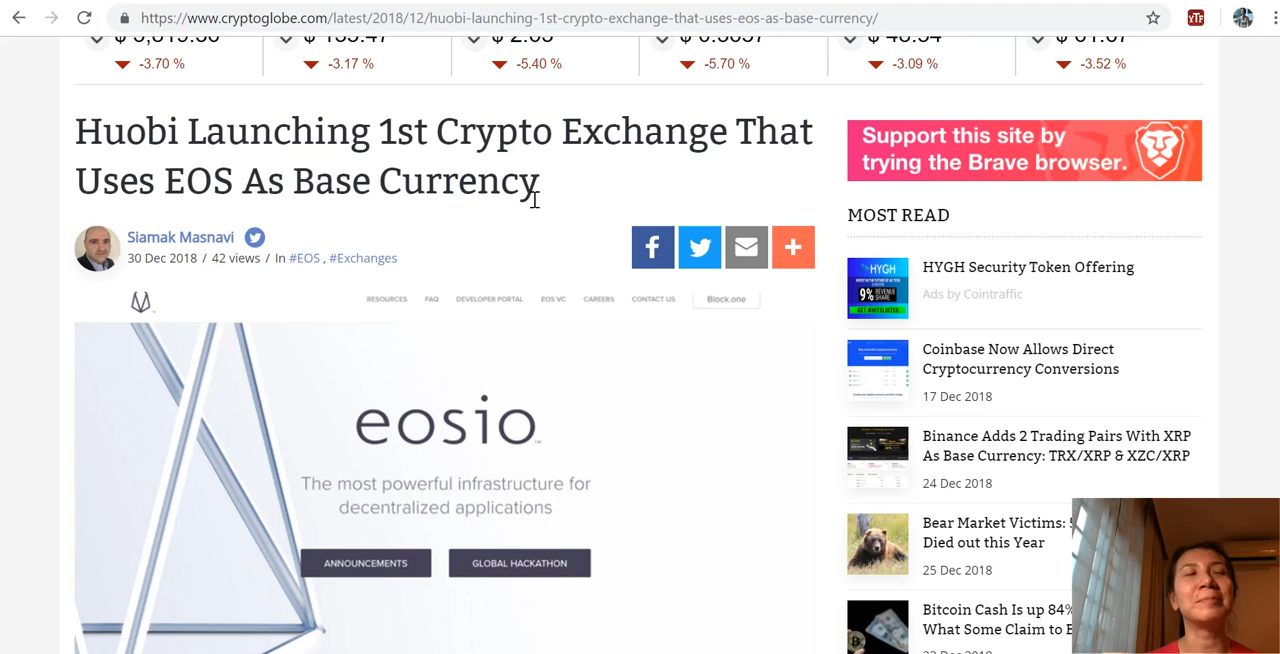 https://www.cryptoglobe.com/latest/2018/12/huobi-launching-1st-crypto-exchange-that-uses-eos-as-base-currency/
-3.70 %
-3.17 %
-5.40 %
-5.70 %
-3.09 %
-3.52 %
Huobi Launching 1st Crypto Exchange That
Uses EOS As Base Currency
Siamak Masnavi
30 Dec 2018 / 42 views / In #EOS , #Exchanges
RESOURCES FAQ DEVELOPER PORTAL EOS VC CAREERS CONTACT US Block.one
eosio
The most powerful infrastructure for
decentralized applications
ANNOUNCEMENTS GLOBAL HACKATHON
Support this site by
trying the Brave browser.
MOST READ
HYGH
9% REVENUE SHARE
GET WHITELISTED
HYGH Security Token Offering
Ads by Cointraffic
Coinbase Now Allows Direct
Cryptocurrency Conversions
17 Dec 2018
Binance Adds 2 Trading Pairs With XRP
As Base Currency: TRX/XRP & XZC/XRP
24 Dec 2018
Bear Market Victims:
Died out this Year
25 Dec 2018
Bitcoin Cash Is up 84%
What Some Claim to